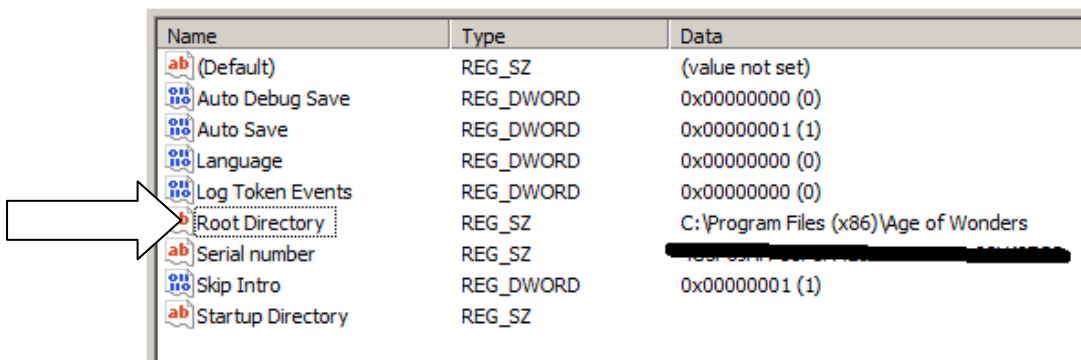 Name Type Data
(Default) REG_SZ (value not set)
Auto Debug Save REG_DWORD 0x00000000 (0)
Auto Save REG_DWORD 0x00000001 (1)
Language REG_DWORD 0x00000000 (0)
Log Token Events REG_DWORD 0x00000000 (0)
Root Directory REG_SZ C:\Program Files (x86)\Age of Wonders
Serial number REG_SZ
Skip Intro REG_DWORD 0x00000001 (1)
Startup Directory REG_SZ